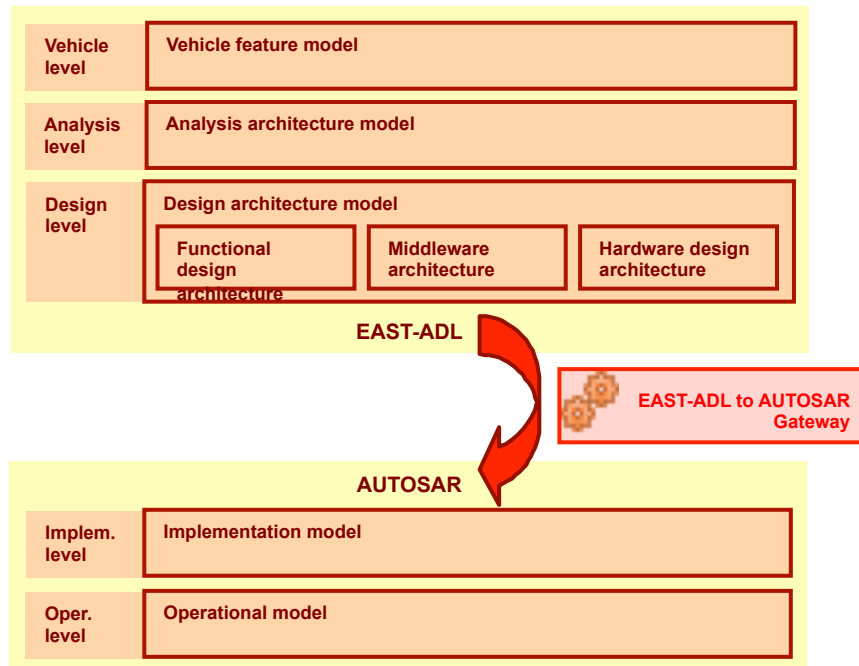 Vehicle
level
Vehicle feature model
Analysis
level
Analysis architecture model
Design
level
Design architecture model
Functional
design
architecture
Middleware
architecture
Hardware design
architecture
EAST-ADL
EAST-ADL to AUTOSAR
Gateway
AUTOSAR
Implem.
level
Implementation model
Oper.
level
Operational model